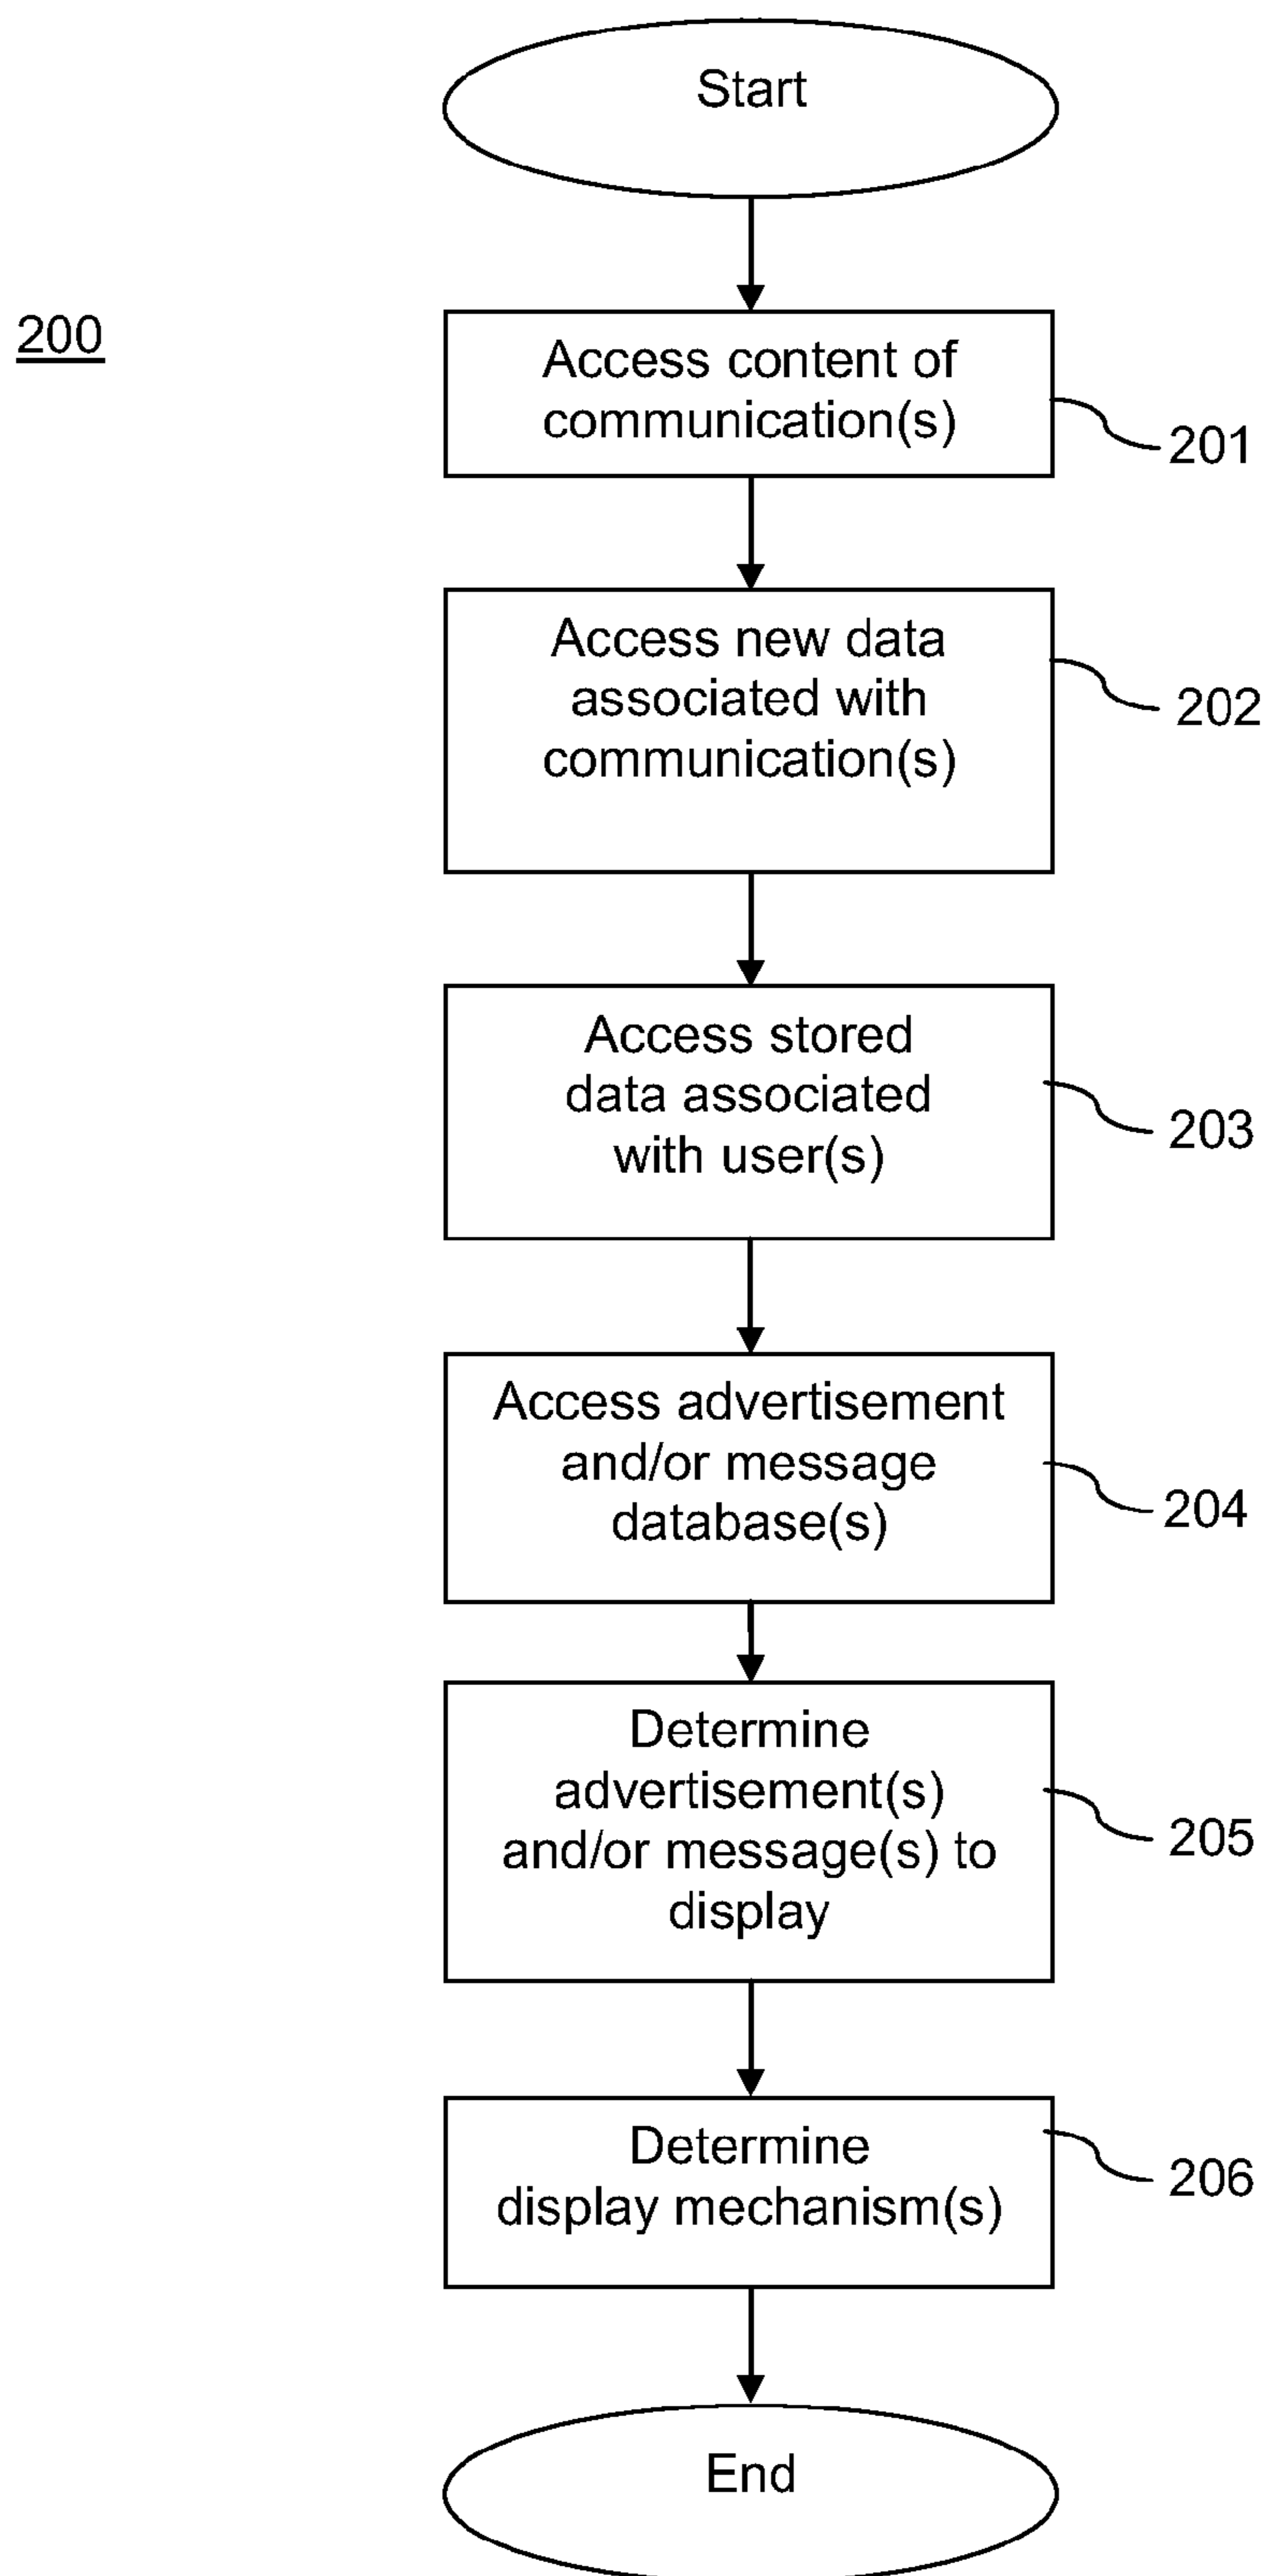 Start
200
Access content of
communication(s)
201
Access new data
associated with
communication(s)
202
Access stored
data associated
with user(s)
203
Access advertisement
and/or message
database(s)
204
Determine
advertisement(s)
and/or message(s) to
display
205
Determine
display mechanism(s)
206
End